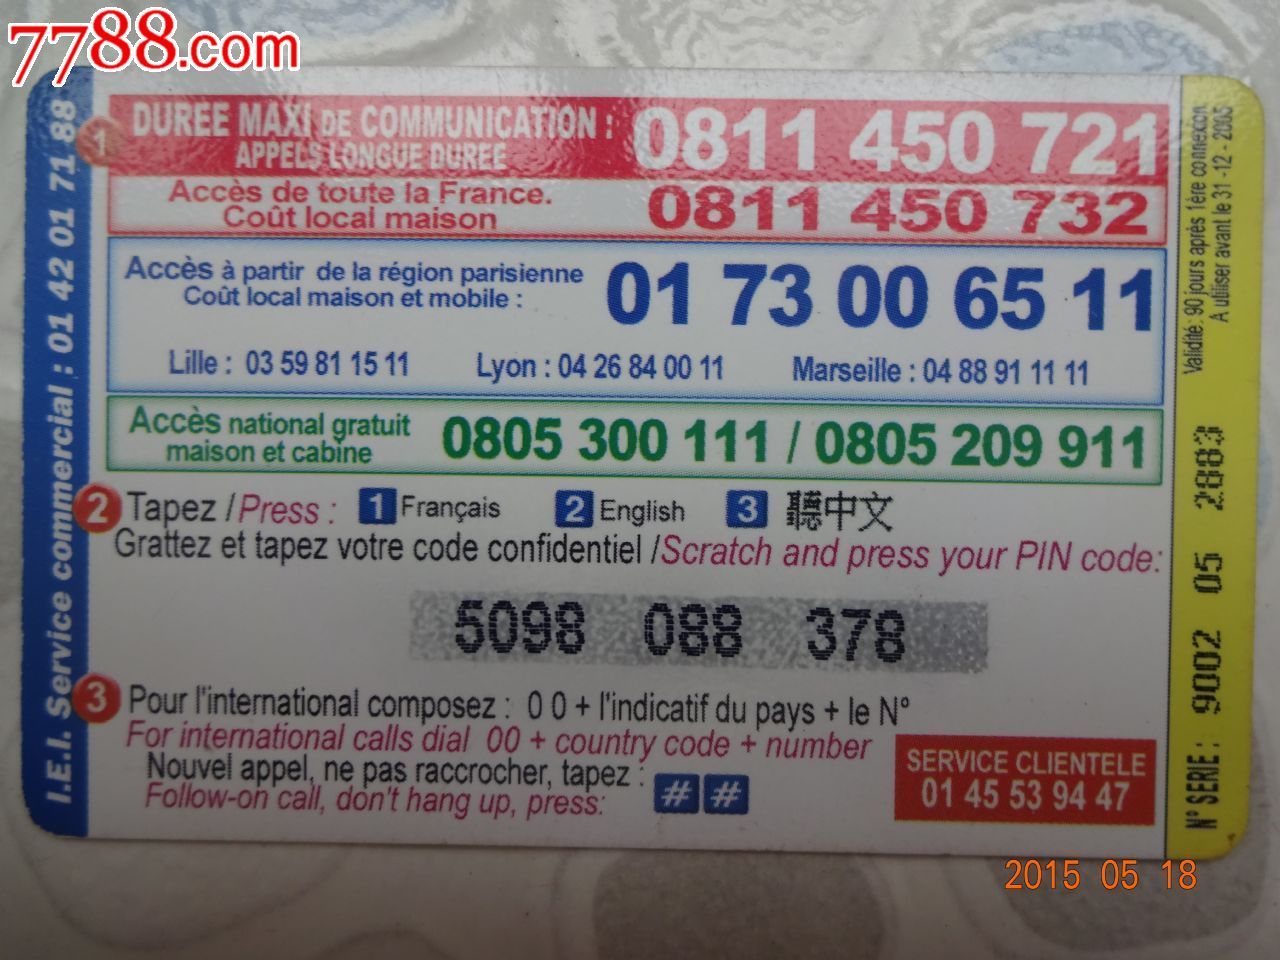 7788.com
I.E.I. Service commercial : 01 42 01 71 88
1
DUREE MAXI DE COMMUNICATION : 0811 450 721
APPELS LONGUE DUREE
Accès de toute la France. 0811 450 732
Coût local maison
Accès à partir de la région parisienne 01 73 00 65 11
Coût local maison et mobile :
Lille : 03 59 81 15 11 Lyon : 04 26 84 00 11 Marseille : 04 88 91 11 11
Accès national gratuit 0805 300 111 / 0805 209 911
maison et cabine
2 Tapez / Press : 1 Français 2 English 3 聽中文
Grattez et tapez votre code confidentiel / Scratch and press your PIN code:
5098 088 378
3 Pour l'international composez : 0 0 + l'indicatif du pays + le N°
For international calls dial 00 + country code + number
Nouvel appel, ne pas raccrocher, tapez : # #
Follow-on call, don't hang up, press:
SERVICE CLIENTELE
01 45 53 94 47
Validité : 90 jours après 1ère connexion
A utiliser avant le 31 -12 - 2005
N° SERIE : 9002 05 2883
2015 05 18